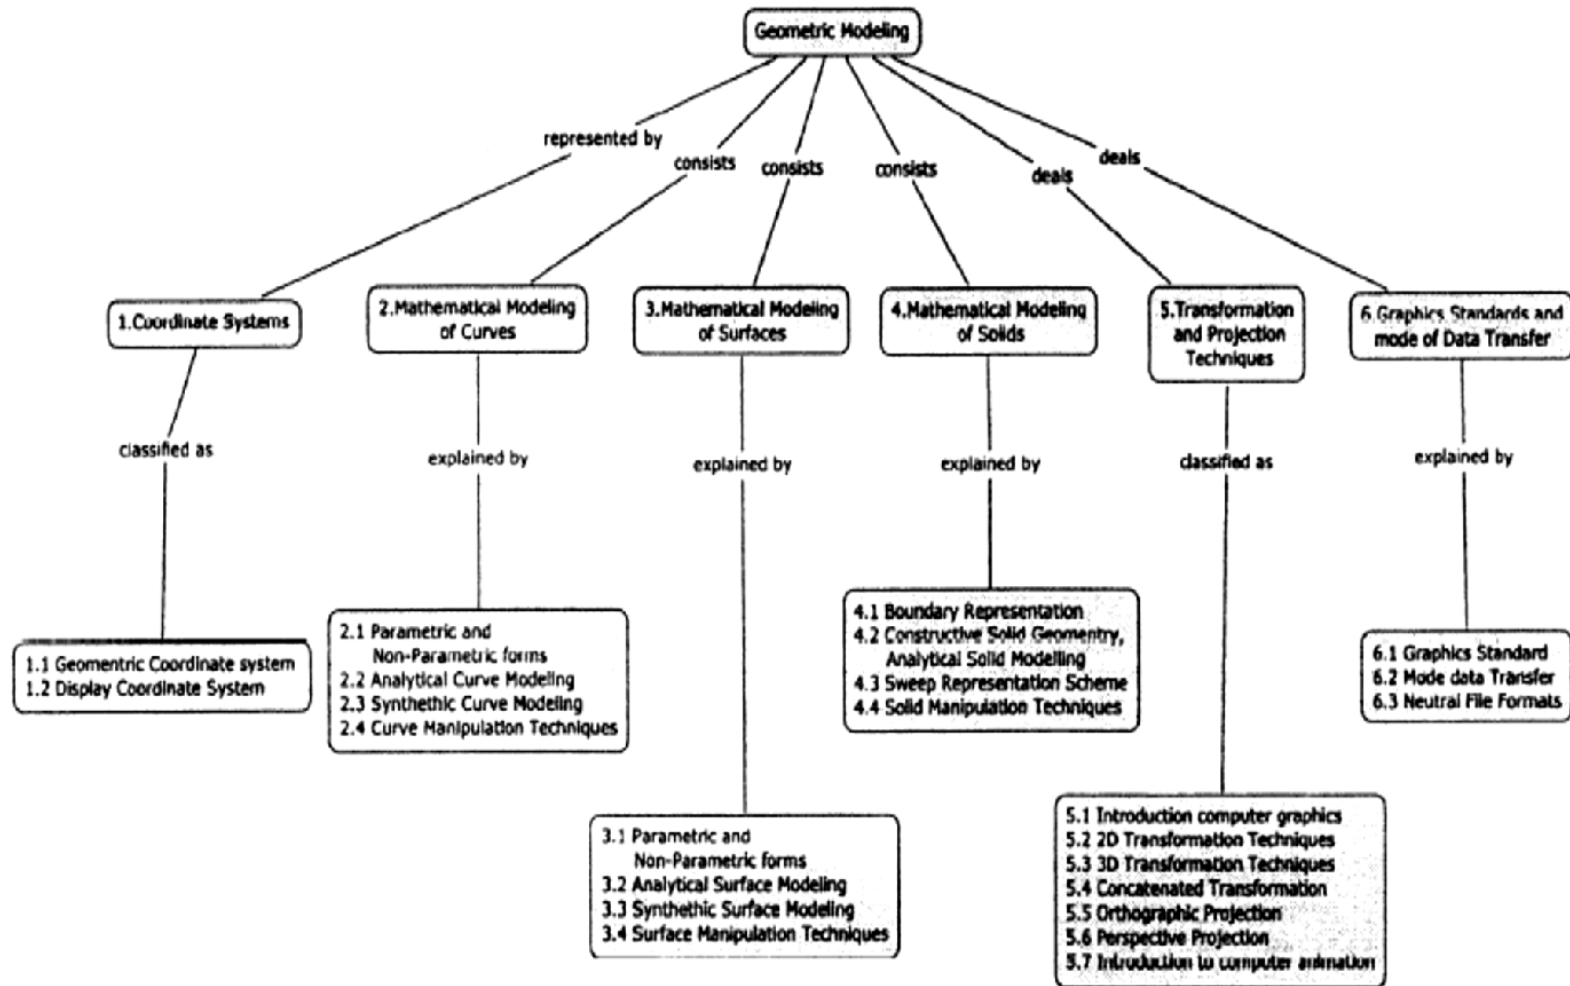 Geometric Modeling
represented by
consists
consists
consists
deals
deals
1.Coordinate Systems
2.Mathematical Modeling
of Curves
3.Mathematical Modeling
of Surfaces
4.Mathematical Modeling
of Solids
5.Transformation
and Projection
Techniques
6.Graphics Standards and
mode of Data Transfer
classified as
explained by
explained by
explained by
classified as
explained by
1.1 Geomentric Coordinate system
1.2 Display Coordinate System
2.1 Parametric and
Non-Parametric forms
2.2 Analytical Curve Modeling
2.3 Synthethic Curve Modeling
2.4 Curve Manipulation Techniques
3.1 Parametric and
Non-Parametric forms
3.2 Analytical Surface Modeling
3.3 Synthethic Surface Modeling
3.4 Surface Manipulation Techniques
4.1 Boundary Representation
4.2 Constructive Solid Geomentry,
Analytical Solid Modelling
4.3 Sweep Representation Scheme
4.4 Solid Manipulation Techniques
5.1 Introduction computer graphics
5.2 2D Transformation Techniques
5.3 3D Transformation Techniques
5.4 Concatenated Transformation
5.5 Orthographic Projection
5.6 Perspective Projection
5.7 Introduction to computer animation
6.1 Graphics Standard
6.2 Mode data Transfer
6.3 Neutral File Formats